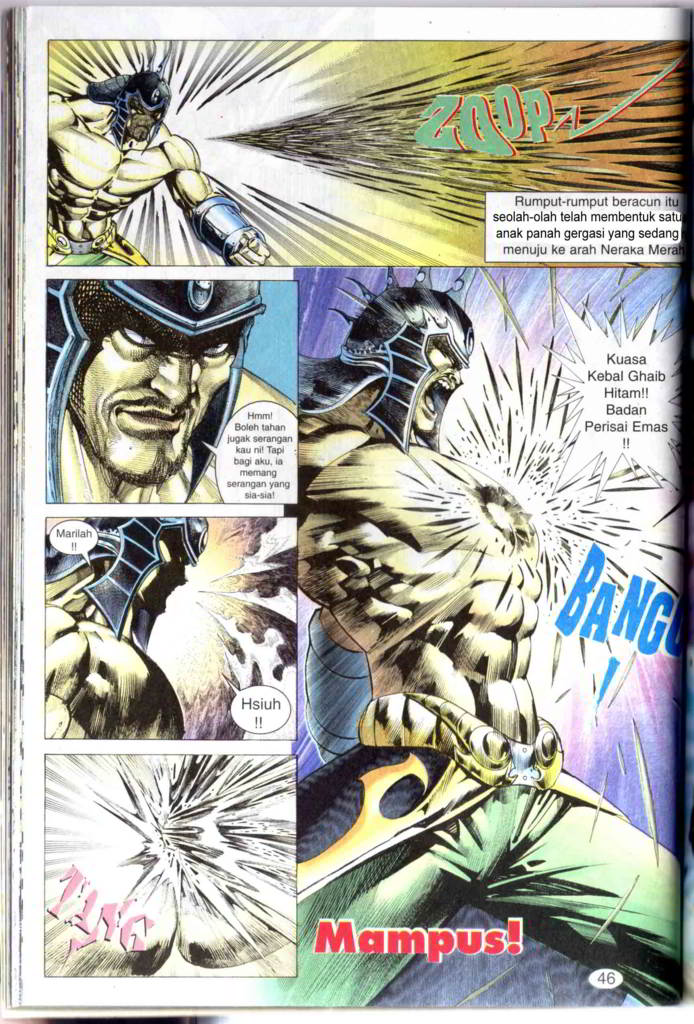 ZOOP
Rumput-rumput beracun itu
seolah-olah telah membentuk satu
anak panah gergasi yang sedang
menuju ke arah Neraka Merah
Hmm!
Boleh tahan
jugak serangan
kau ni! Tapi
bagi aku, ia
memang
serangan yang
sia-sia!
Kuasa
Kebal Ghaib
Hitam!!
Badan
Perisai Emas
!!
Marilah
!!
Hsiuh
!!
BANGU
!
TANG
Mampus!
46